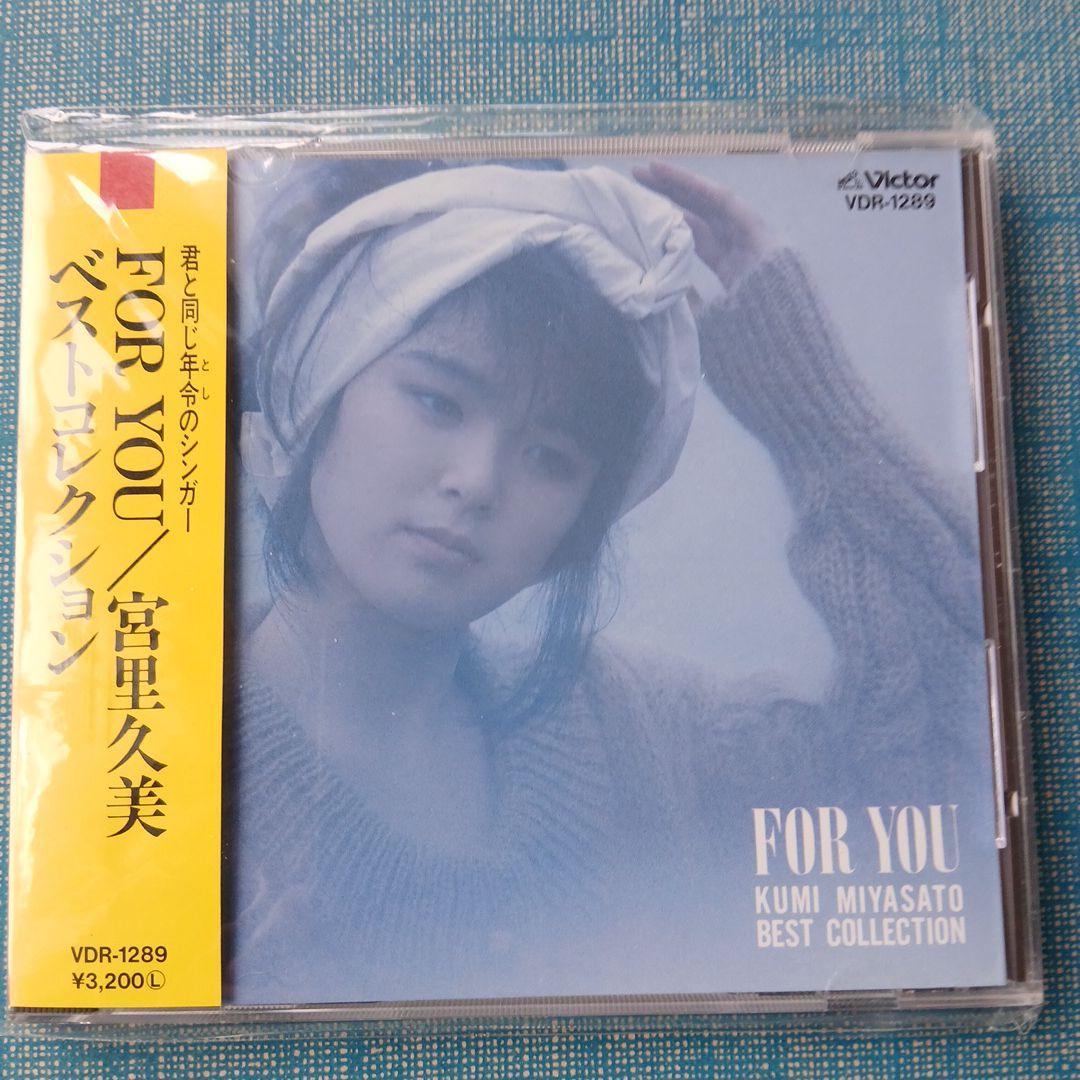 君と同じ年令のシンガー
とし
FOR YOU/宮里久美
ベストコレクション
VDR-1289
¥3,200Ⓛ
Victor
VDR-1289
FOR YOU
KUMI MIYASATO
BEST COLLECTION